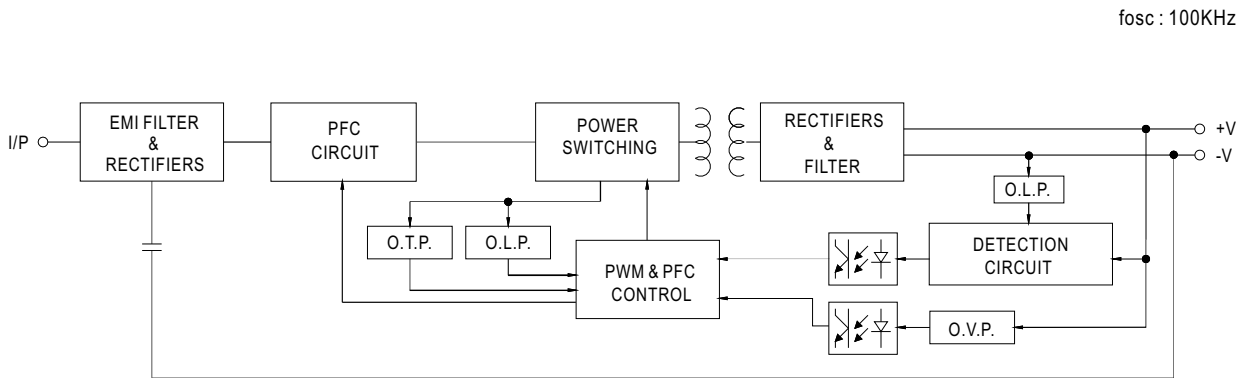 fosc : 100KHz
I/P
EMI FILTER
&
RECTIFIERS
PFC
CIRCUIT
POWER
SWITCHING
RECTIFIERS
&
FILTER
+V
-V
O.L.P.
O.T.P.
O.L.P.
PWM & PFC
CONTROL
DETECTION
CIRCUIT
O.V.P.